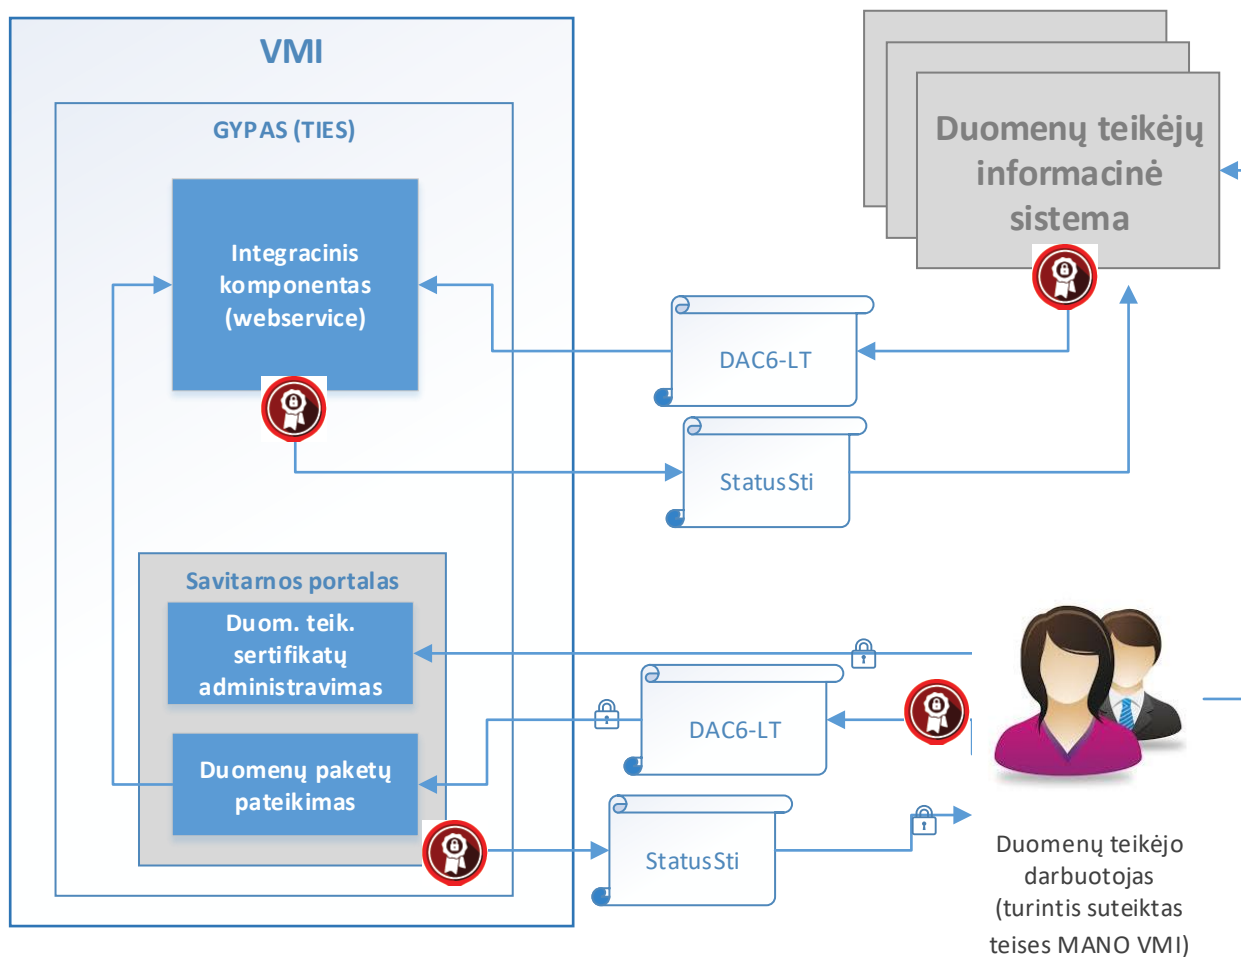 VMI
GYPAS (TIES)
Integracinis
komponentas
(webservice)
Duomenų teikėjų
informacinė
sistema
DAC6-LT
StatusSti
Savitarnos portalas
Duom. teik.
sertifikatų
administravimas
DAC6-LT
Duomenų paketų
pateikimas
StatusSti
Duomenų teikėjo
darbuotojas
(turintis suteiktas
teises MANO VMI)